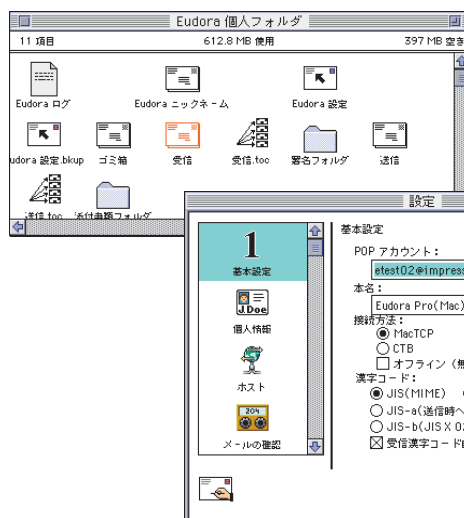 Eudora 個人フォルダ
11 項目 612.8 MB 使用 397 MB 空き
Eudora ログ Eudora ニックネーム Eudora 設定
udora 設定.bkup ゴミ箱 受信 受信.toc 署名フォルダ 送信
送信.toc 添付書類フォルダ
設定
1
基本設定
J.Doe
個人情報
ホスト
204
メールの確認
基本設定
POP アカウント：
etest02@impress
本名：
Eudora Pro(Mac)
接続方法：
MacTCP
CTB
オフライン（無
漢字コード：
JIS(MIME)
JIS-a(送信時へ
JIS-b(JIS X 02
受信漢字コード自